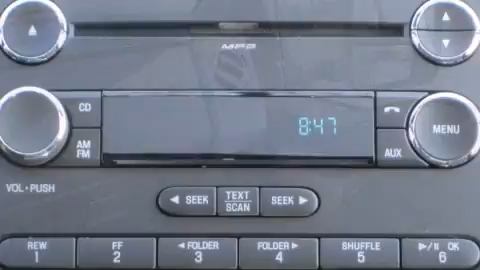 MP3
8:47
CD
AM
FM
MENU
AUX
VOL•PUSH
◀ SEEK
TEXT
SCAN
SEEK ▶
REW
1
FF
2
◀ FOLDER
3
FOLDER ▶
4
SHUFFLE
5
▷/II OK
6